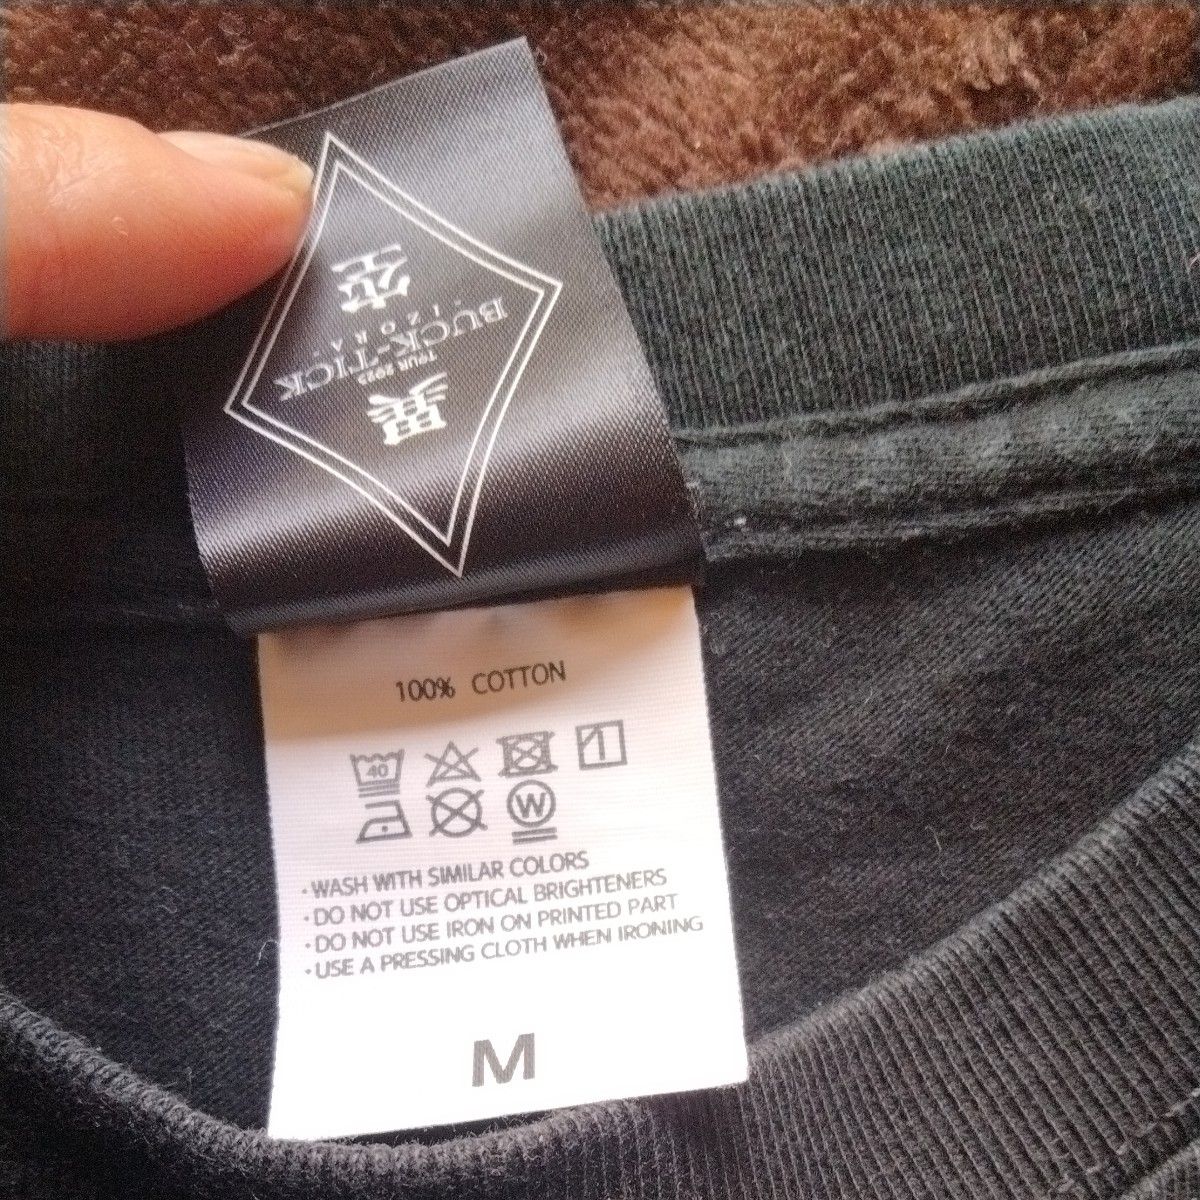 異
TOUR 2023
BUCK-TICK
-IZORA-
空
100% COTTON
40
W
・WASH WITH SIMILAR COLORS
・DO NOT USE OPTICAL BRIGHTENERS
・DO NOT USE IRON ON PRINTED PART
・USE A PRESSING CLOTH WHEN IRONING
M